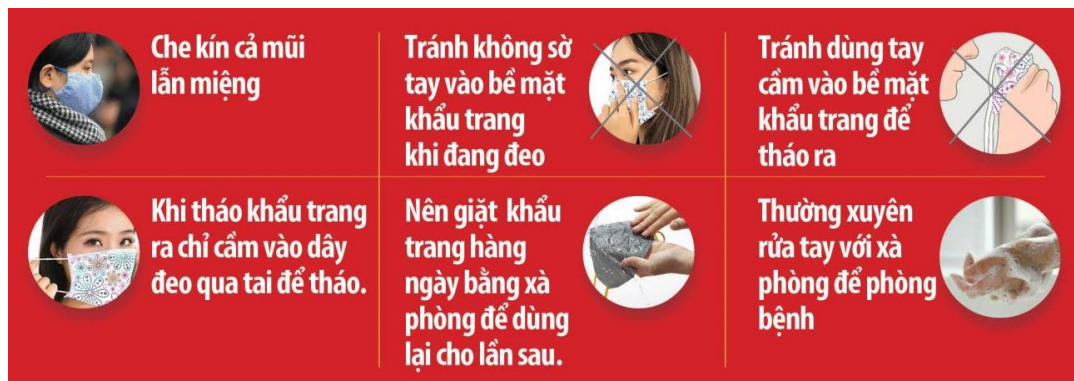 Che kín cả mũi
lẫn miệng
Tránh không sờ
tay vào bề mặt
khẩu trang
khi đang đeo
Tránh dùng tay
cầm vào bề mặt
khẩu trang để
tháo ra
Khi tháo khẩu trang
ra chỉ cầm vào dây
đeo qua tai để tháo.
Nên giặt khẩu
trang hàng
ngày bằng xà
phòng để dùng
lại cho lần sau.
Thường xuyên
rửa tay với xà
phòng để phòng
bệnh